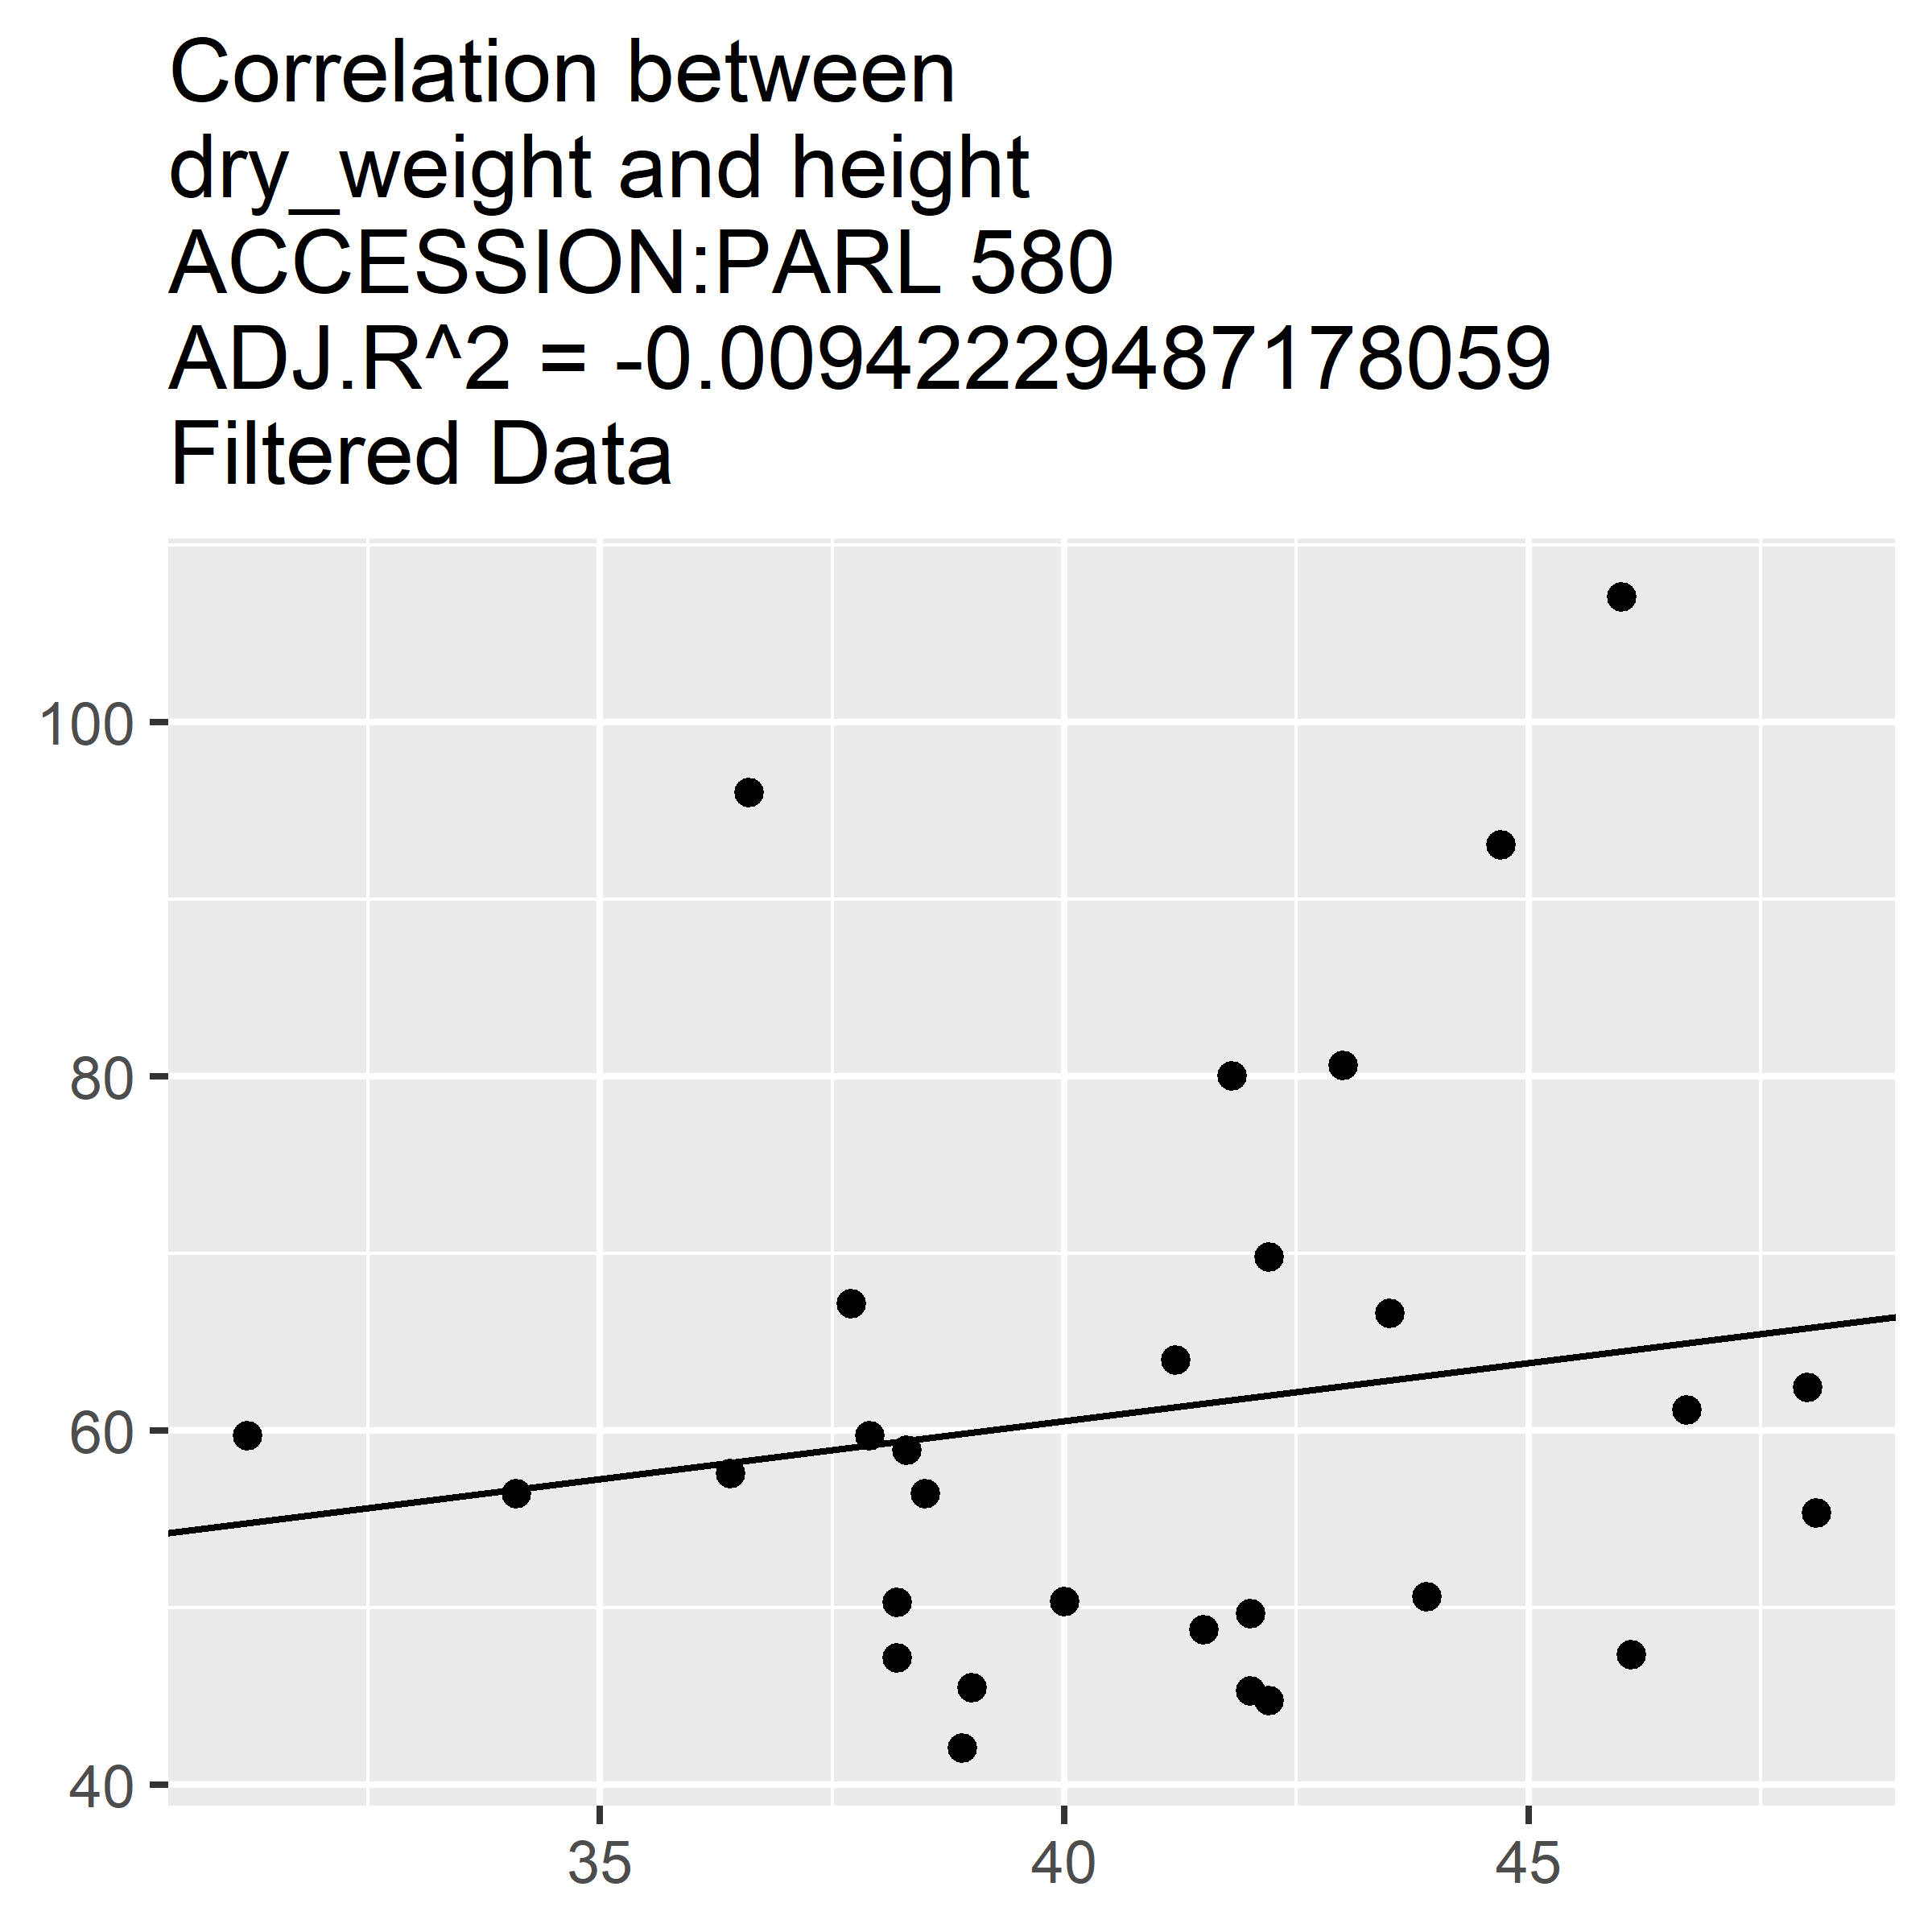 Correlation between
dry_weight and height
ACCESSION:PARL 580
ADJ.R^2 = -0.00942229487178059
Filtered Data
100
80
60
40
35 40 45